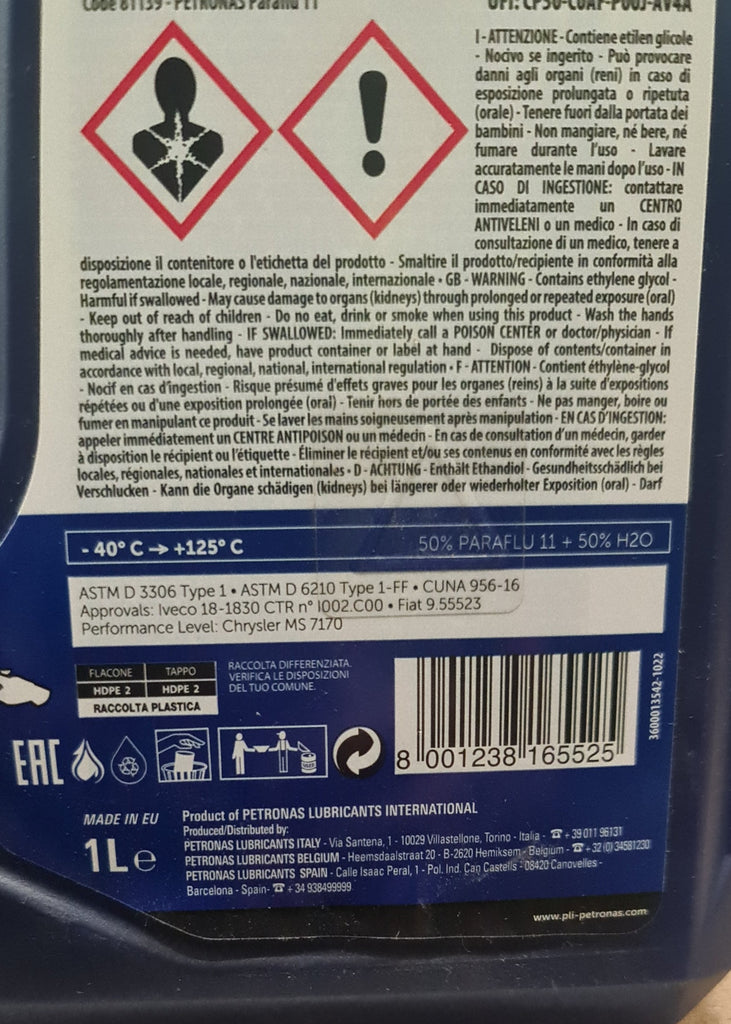 Code 81139 - PETRONAS Paraflu 11
UFI: CP50-C0AP-P00J-AV4A
I - ATTENZIONE - Contiene etilen glicole
- Nocivo se ingerito - Può provocare
danni agli organi (reni) in caso di
esposizione prolungata o ripetuta
(orale) - Tenere fuori dalla portata dei
bambini - Non mangiare, né bere, né
fumare durante l'uso - Lavare
accuratamente le mani dopo l'uso - IN
CASO DI INGESTIONE: contattare
immediatamente un CENTRO
ANTIVELENI o un medico - In caso di
consultazione di un medico, tenere a
disposizione il contenitore o l'etichetta del prodotto - Smaltire il prodotto/recipiente in conformità alla
regolamentazione locale, regionale, nazionale, internazionale • GB - WARNING - Contains ethylene glycol -
Harmful if swallowed - May cause damage to organs (kidneys) through prolonged or repeated exposure (oral)
- Keep out of reach of children - Do no eat, drink or smoke when using this product - Wash the hands
thoroughly after handling - IF SWALLOWED: Immediately call a POISON CENTER or doctor/physician - If
medical advice is needed, have product container or label at hand - Dispose of contents/container in
accordance with local, regional, national, international regulation • F - ATTENTION - Contient éthylène-glycol
- Nocif en cas d'ingestion - Risque présumé d'effets graves pour les organes (reins) à la suite d'expositions
répétées ou d'une exposition prolongée (oral) - Tenir hors de portée des enfants - Ne pas manger, boire ou
fumer en manipulant ce produit - Se laver les mains soigneusement après manipulation - EN CAS D'INGESTION:
appeler immédiatement un CENTRE ANTIPOISON ou un médecin - En cas de consultation d'un médecin, garder
à disposition le récipient ou l'étiquette - Éliminer le récipient et/ou ses contenus en conformité avec les règles
locales, régionales, nationales et internationales • D - ACHTUNG - Enthält Ethandiol - Gesundheitsschädlich bei
Verschlucken - Kann die Organe schädigen (kidneys) bei längerer oder wiederholter Exposition (oral) - Darf
- 40° C → +125° C
50% PARAFLU 11 + 50% H2O
ASTM D 3306 Type 1 • ASTM D 6210 Type 1-FF • CUNA 956-16
Approvals: Iveco 18-1830 CTR n° I002.C00 • Fiat 9.55523
Performance Level: Chrysler MS 7170
FLACONE TAPPO
HDPE 2 HDPE 2
RACCOLTA PLASTICA
RACCOLTA DIFFERENZIATA.
VERIFICA LE DISPOSIZIONI
DEL TUO COMUNE.
3600013542-1022
8 001238 165525
EAC
MADE IN EU
1L e
Product of PETRONAS LUBRICANTS INTERNATIONAL
Produced/Distributed by:
PETRONAS LUBRICANTS ITALY - Via Santena, 1 - 10029 Villastellone, Torino - Italia - ☎ + 39 011 96131
PETRONAS LUBRICANTS BELGIUM - Heemsdaalstraat 20 - B-2620 Hemiksem - Belgium - ☎ + 32 (0) 34581230
PETRONAS LUBRICANTS SPAIN - Calle Isaac Peral, 1 - Pol. Ind. Can Castells - 08420 Canovelles -
Barcelona - Spain- ☎ + 34 938499999
www.pli-petronas.com